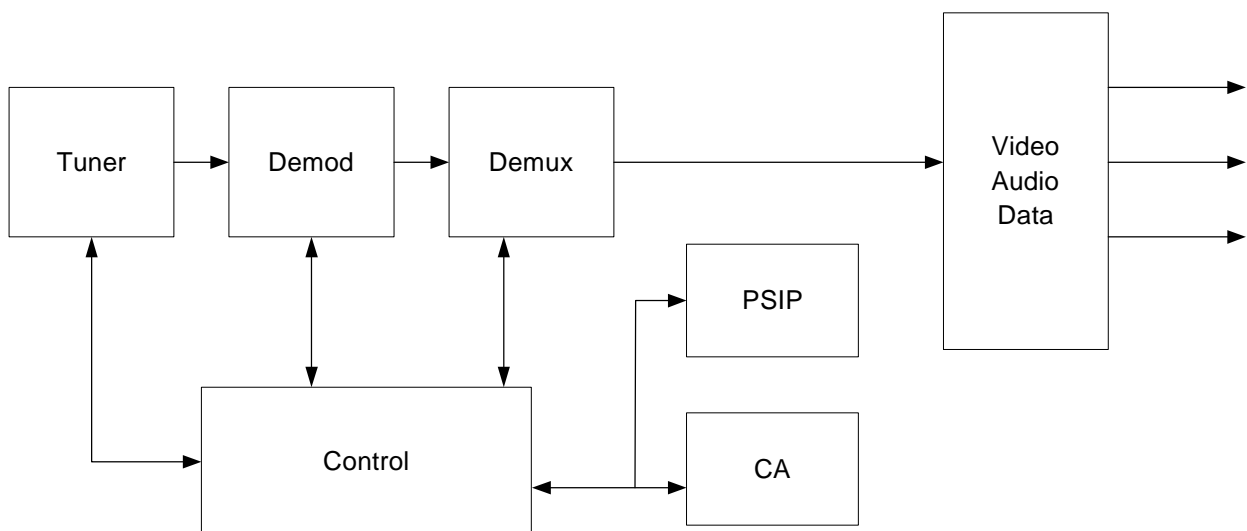 Tuner
Demod
Demux
Video
Audio
Data
PSIP
Control
CA